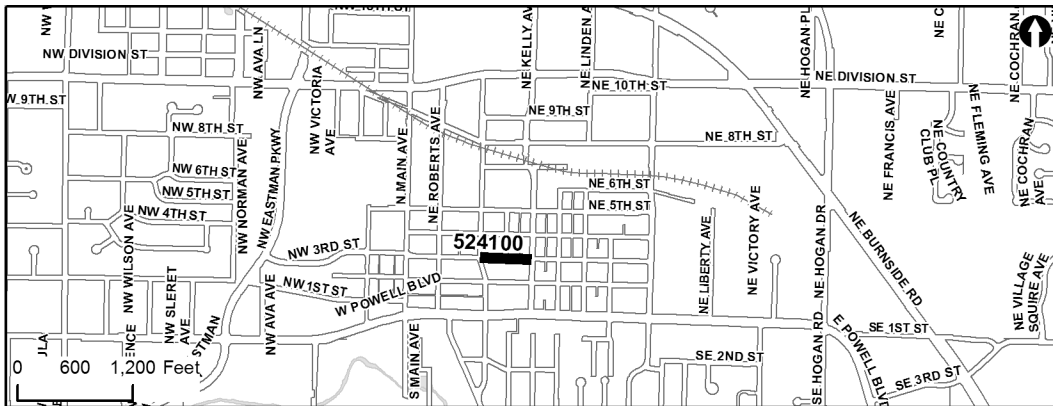 NW DIVISION ST
NW AVA LN
NW VICTORIA
AVE
NE KELLY AV
NE LINDEN A
NE HOGAN PL
NE DIVISION ST
NE C
NE COCHRAN
W 9TH ST
NE 10TH ST
NE 9TH ST
NW 8TH ST
NE 8TH ST
N MAIN AVE
NE ROBERTS AVE
NW NORMAN AVE
NW EASTMAN PKWY
NE FRANCIS AVE
NE COUNTRY
CLUB PL
NE FLEMING AVE
NE COCHRAN
AVE
NW 6TH ST
NW 5TH ST
NW 4TH ST
NE 6TH ST
NE 5TH ST
NW WILSON AVE
NW 3RD ST
524100
NE LIBERTY AVE
NE VICTORY AVE
NE HOGAN DR
NE BURNSIDE RD
NW SLERET
AVE
NW AVA AVE
NW 1ST ST
W POWELL BLVD
NE VILLAGE
SQUIRE AVE
ULA
ENCE
STMAN
S MAIN AVE
SE 2ND ST
SE HOGAN RD
E POWELL BLVD
SE 1ST ST
SE 3RD ST
0 600 1,200 Feet